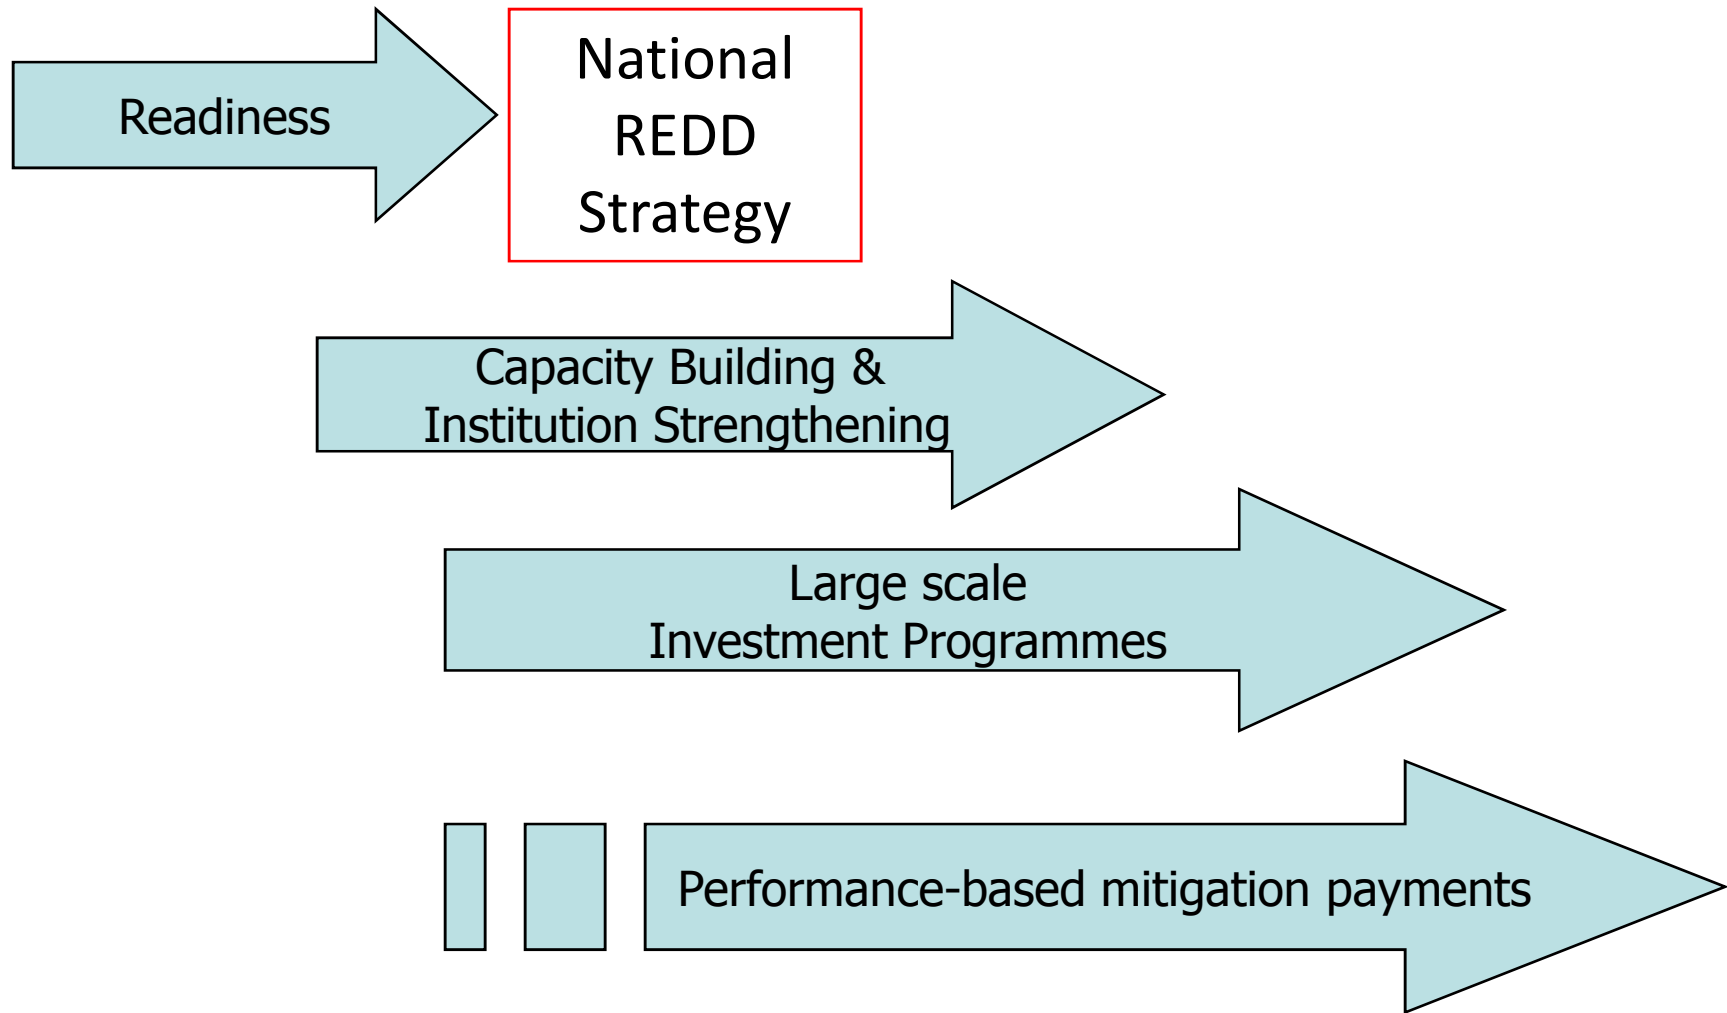 Readiness
National
REDD
Strategy
Capacity Building &
Institution Strengthening
Large scale
Investment Programmes
Performance-based mitigation payments